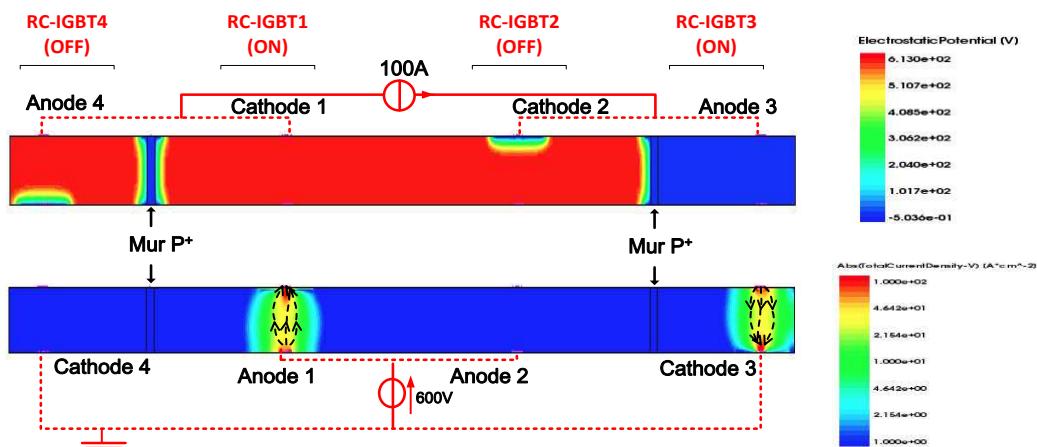 RC-IGBT4
(OFF)
RC-IGBT1
(ON)
RC-IGBT2
(OFF)
RC-IGBT3
(ON)
100A
Anode 4
Cathode 1
Cathode 2
Anode 3
ElectrostaticPotential (V)
6.130e+02
5.107e+02
4.085e+02
3.062e+02
2.040e+02
1.017e+02
-5.036e-01
Mur P+
Mur P+
Abs(TotalCurrentDensity-V) (A*cm^-2)
1.000e+02
4.642e+01
2.154e+01
1.000e+01
4.642e+00
2.154e+00
1.000e+00
Cathode 4
Anode 1
Anode 2
Cathode 3
600V